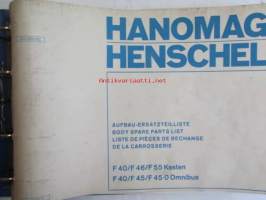 HANOMAG
HENSCHEL
AUFBAU-ERSATZTEILLISTE
BODY SPARE PARTS LIST
LISTE DE PIÈCES DE RECHANGE
DE LA CARROSSERIE
F 40/F 46/F 55 Kasten
F 40/F 45/F 45-O Omnibus
antikvariaatti.net